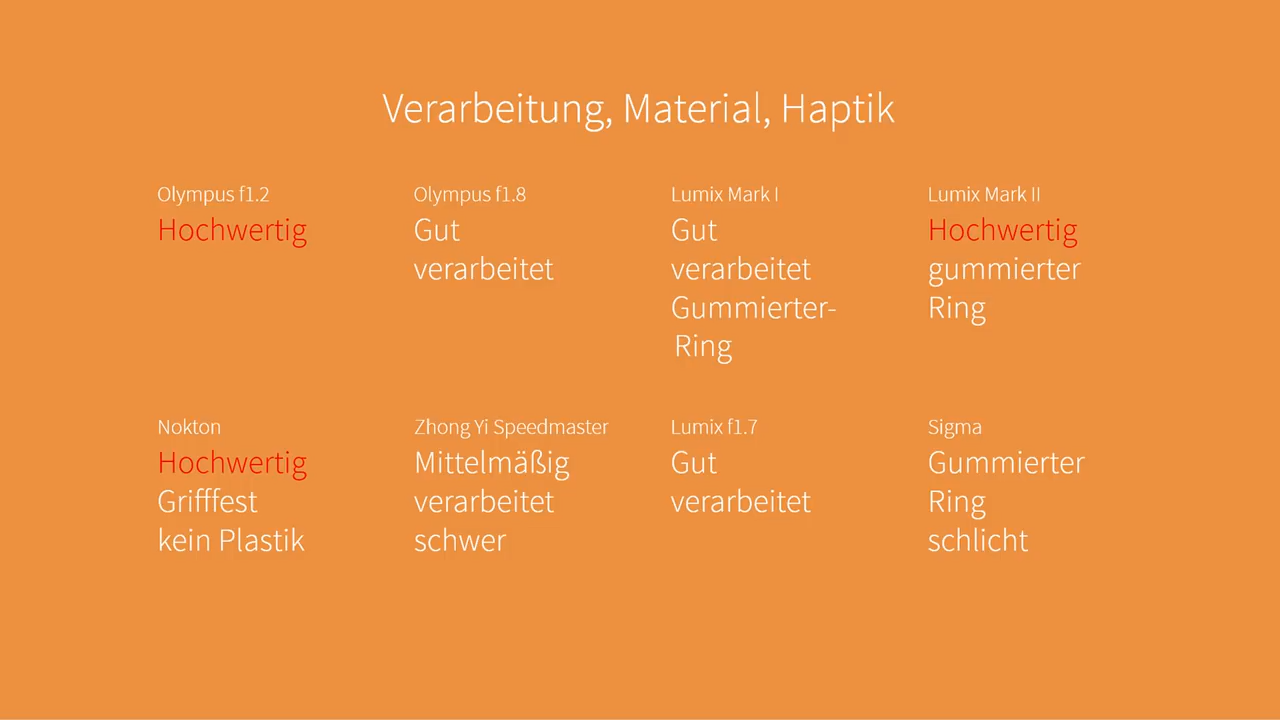 Verarbeitung, Material, Haptik
Olympus f1.2
Hochwertig
Olympus f1.8
Gut
verarbeitet
Lumix Mark I
Gut
verarbeitet
Gummierter-
Ring
Lumix Mark II
Hochwertig
gummierter
Ring
Nokton
Hochwertig
Grifffest
kein Plastik
Zhong Yi Speedmaster
Mittelmäßig
verarbeitet
schwer
Lumix f1.7
Gut
verarbeitet
Sigma
Gummierter
Ring
schlicht